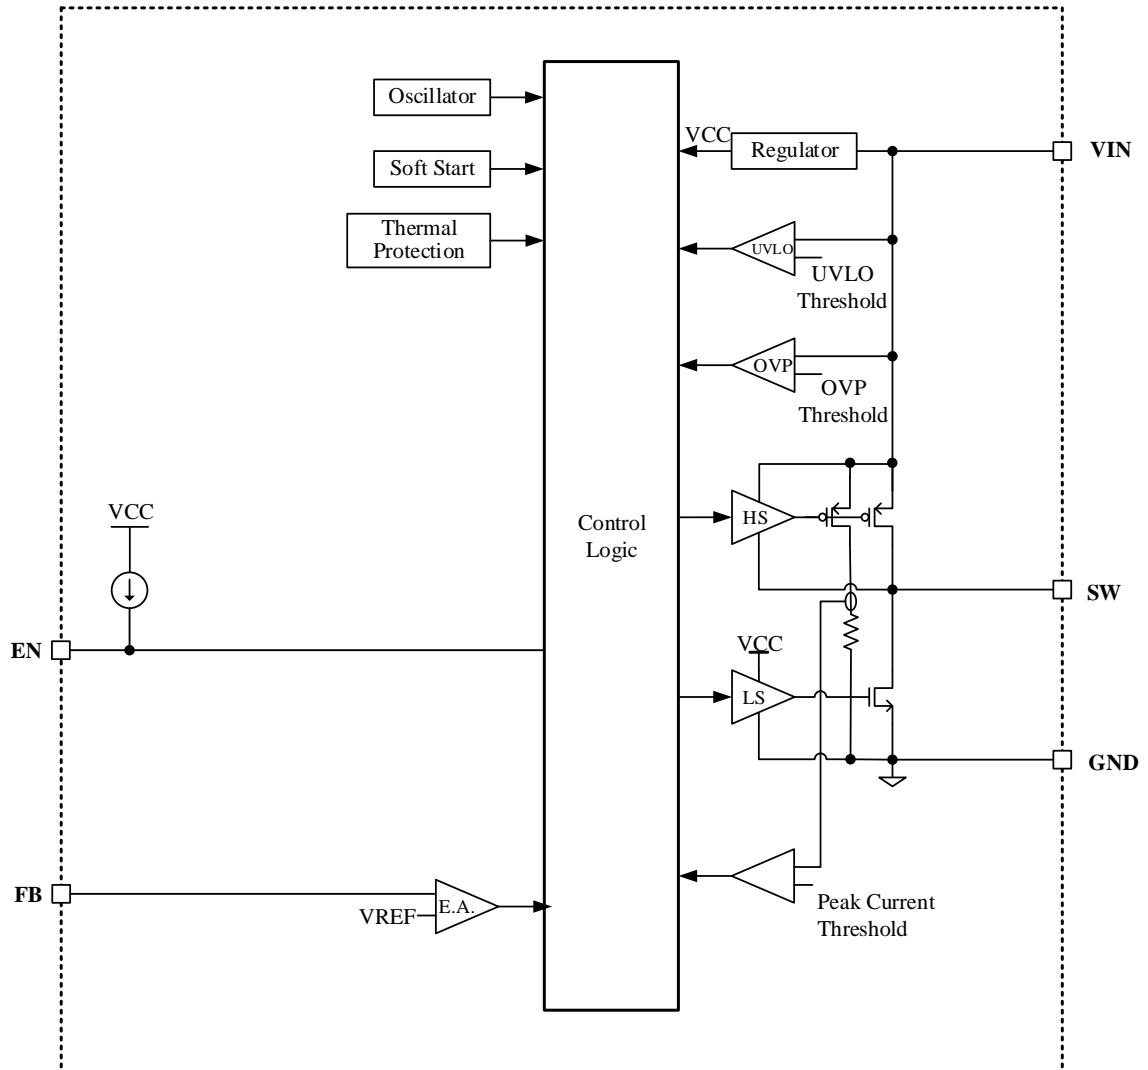 Oscillator
VCC
Regulator
VIN
Soft Start
Thermal
Protection
UVLO
UVLO
Threshold
OVP
OVP
Threshold
VCC
HS
Control
Logic
SW
EN
VCC
LS
GND
FB
E.A.
VREF
Peak Current
Threshold